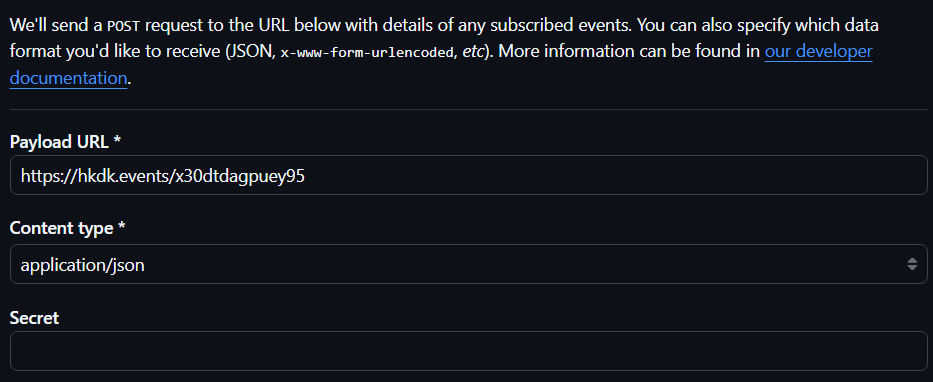 We'll send a POST request to the URL below with details of any subscribed events. You can also specify which data
format you'd like to receive (JSON, x-www-form-urlencoded, etc). More information can be found in our developer
documentation.
Payload URL *
https://hkdk.events/x30dtdagpuey95
Content type *
application/json
Secret